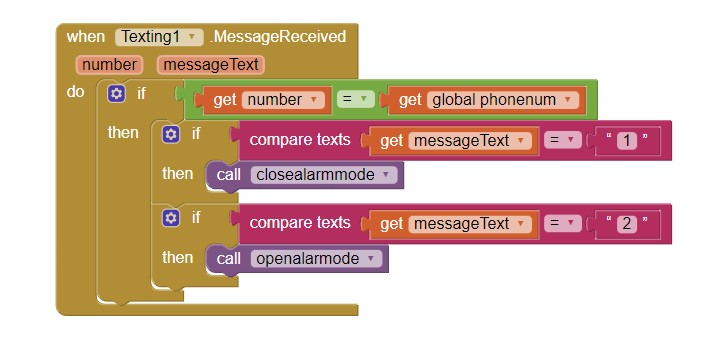 when Texting1 .MessageReceived
number messageText
do if get number = get global phonenum
then if compare texts get messageText = “ 1 ”
then call closealarmmode
if compare texts get messageText = “ 2 ”
then call openalarmode